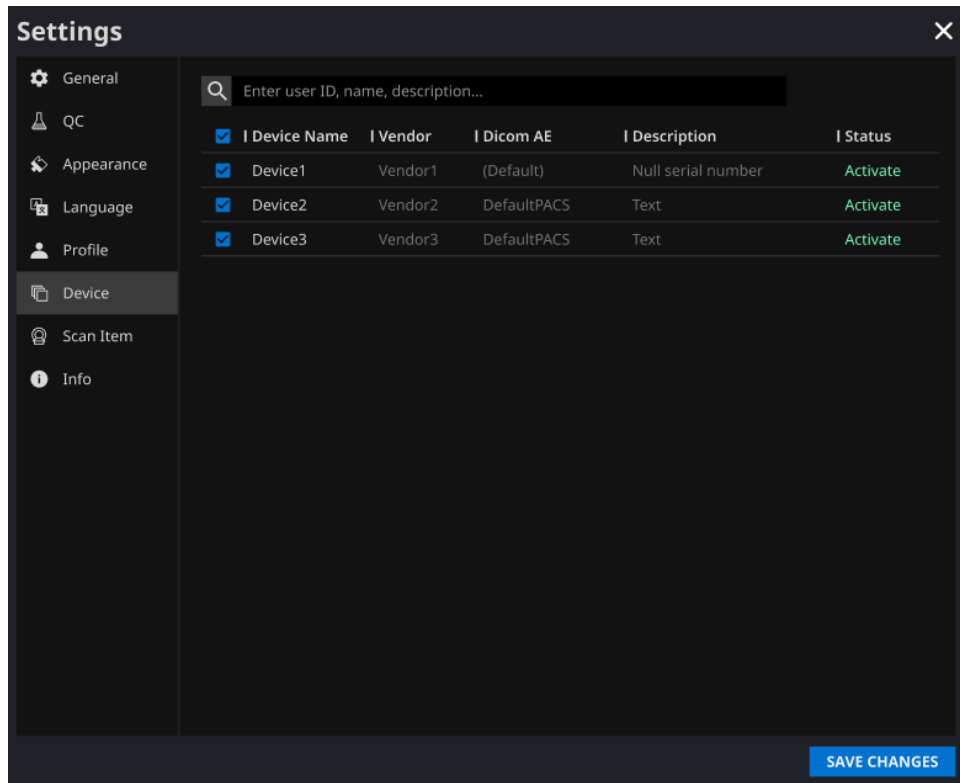 Settings
General
QC
Appearance
Language
Profile
Device
Scan Item
Info
Enter user ID, name, description...
Device Name Vendor Dicom AE Description Status
Device1 Vendor1 (Default) Null serial number Activate
Device2 Vendor2 DefaultPACS Text Activate
Device3 Vendor3 DefaultPACS Text Activate
SAVE CHANGES